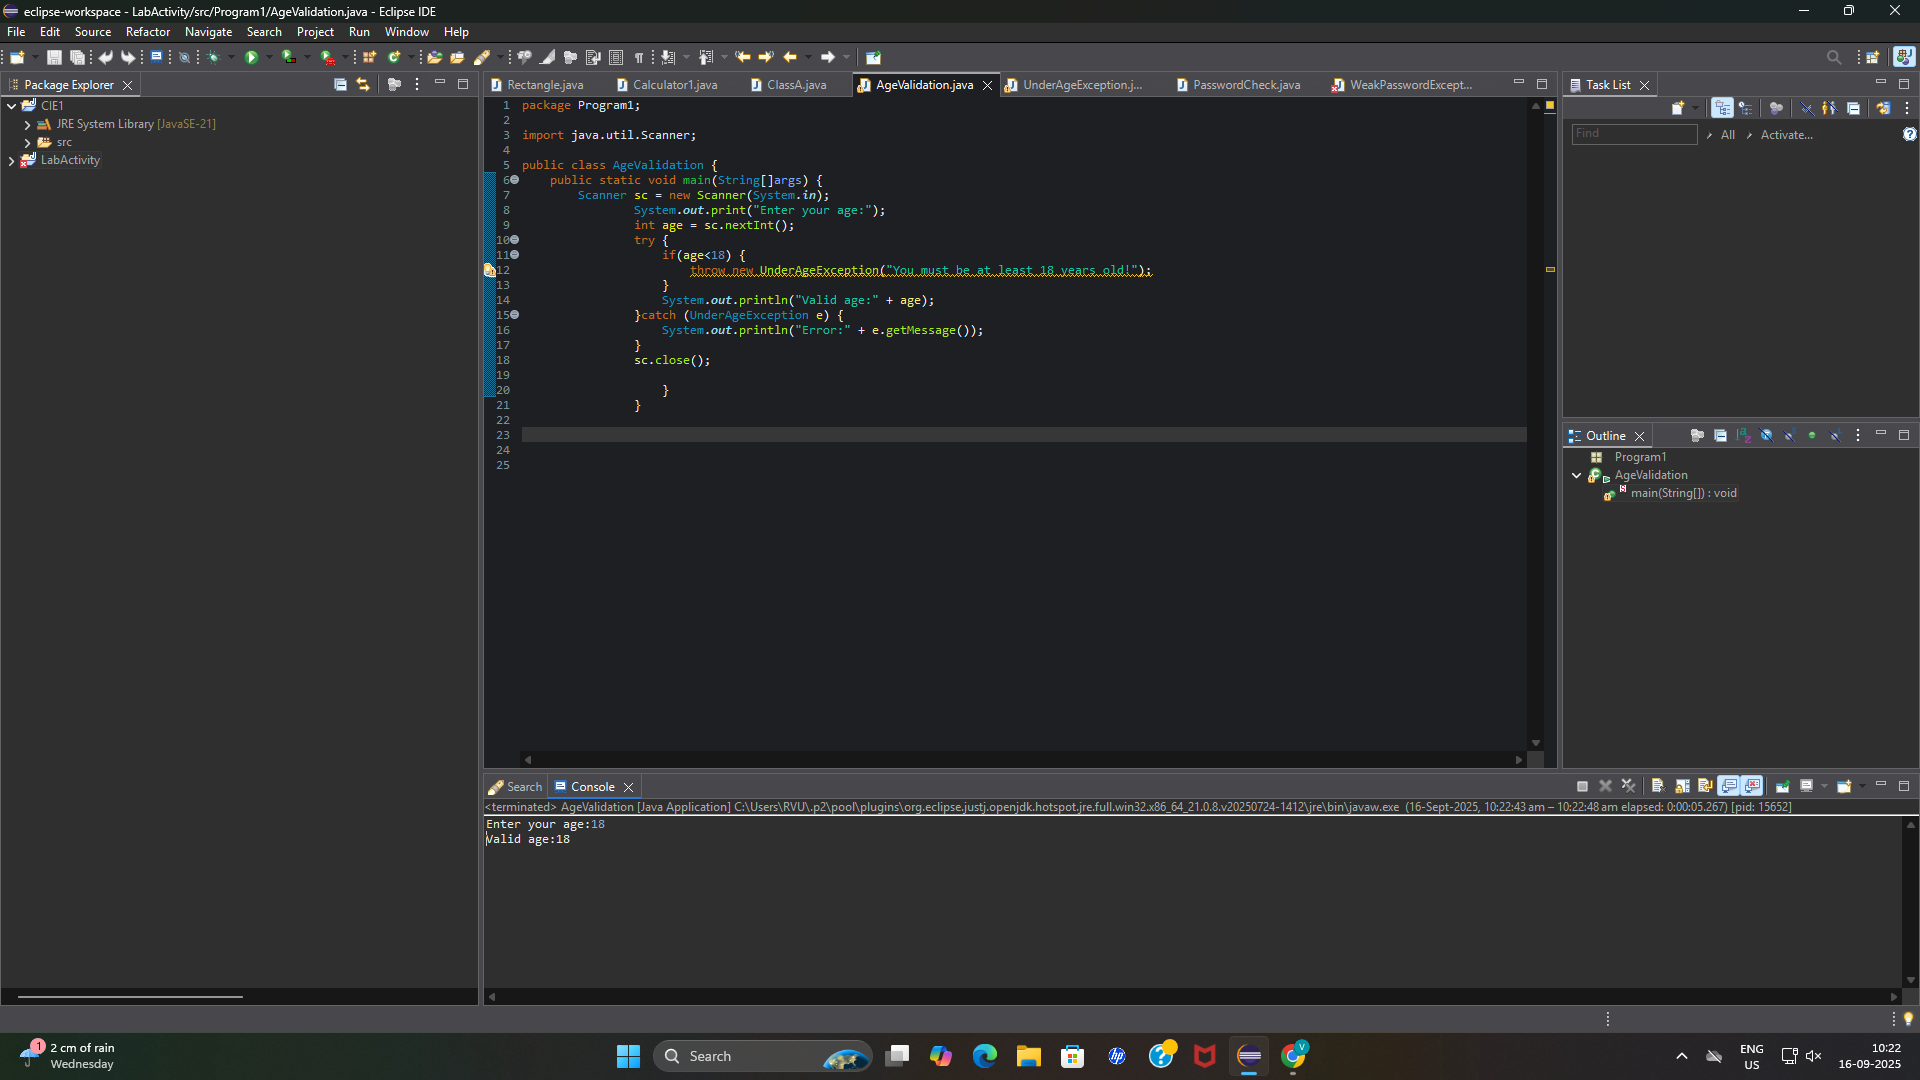 eclipse-workspace - LabActivity/src/Program1/AgeValidation.java - Eclipse IDE
File Edit Source Refactor Navigate Search Project Run Window Help
Package Explorer
CIE1
JRE System Library [JavaSE-21]
src
LabActivity
Rectangle.java Calculator1.java ClassA.java AgeValidation.java UnderAgeException.j... PasswordCheck.java WeakPasswordExcept...
1 package Program1;
2
3 import java.util.Scanner;
4
5 public class AgeValidation {
6 public static void main(String[]args) {
7 Scanner sc = new Scanner(System.in);
8 System.out.print("Enter your age:");
9 int age = sc.nextInt();
10 try {
11 if(age<18) {
12 throw new UnderAgeException("You must be at least 18 years old!");
13 }
14 System.out.println("Valid age:" + age);
15 }catch (UnderAgeException e) {
16 System.out.println("Error:" + e.getMessage());
17 }
18 sc.close();
19
20 }
21 }
22
23
24
25
Task List
Find All Activate...
Outline
Program1
AgeValidation
main(String[]) : void
Search Console
<terminated> AgeValidation [Java Application] C:\Users\RVU\.p2\pool\plugins\org.eclipse.justj.openjdk.hotspot.jre.full.win32.x86_64_21.0.8.v20250724-1412\jre\bin\javaw.exe (16-Sept-2025, 10:22:43 am – 10:22:48 am elapsed: 0:00:05.267) [pid: 15652]
Enter your age:18
Valid age:18
1
2 cm of rain
Wednesday
Search
hp
V
ENG
US
10:22
16-09-2025